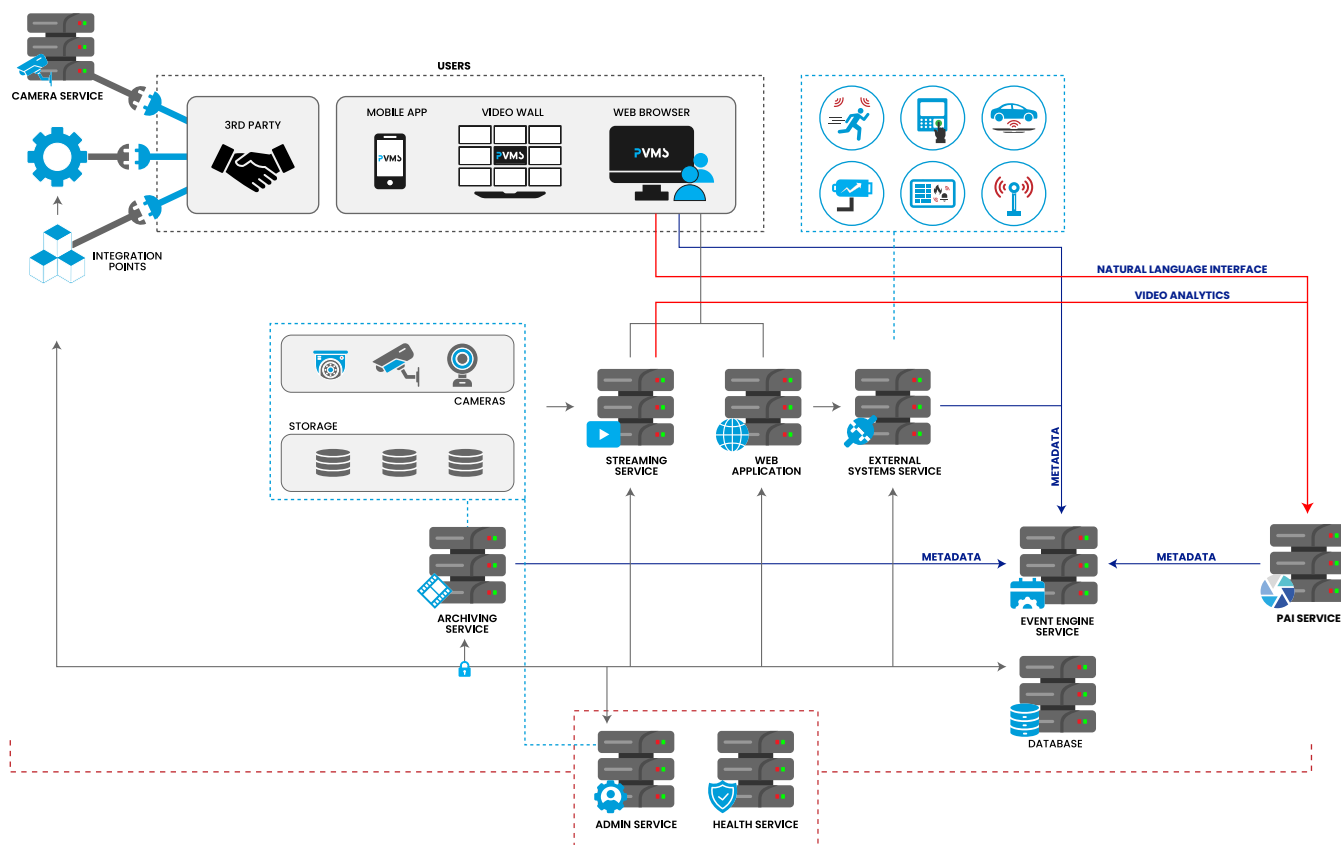 USERS
CAMERA SERVICE
3RD PARTY
MOBILE APP
VIDEO WALL
WEB BROWSER
PVMS
PVMS
PVMS
INTEGRATION
POINTS
NATURAL LANGUAGE INTERFACE
VIDEO ANALYTICS
CAMERAS
STORAGE
STREAMING
SERVICE
WEB
APPLICATION
EXTERNAL
SYSTEMS SERVICE
METADATA
METADATA
METADATA
ARCHIVING
SERVICE
EVENT ENGINE
SERVICE
PAI SERVICE
DATABASE
ADMIN SERVICE
HEALTH SERVICE